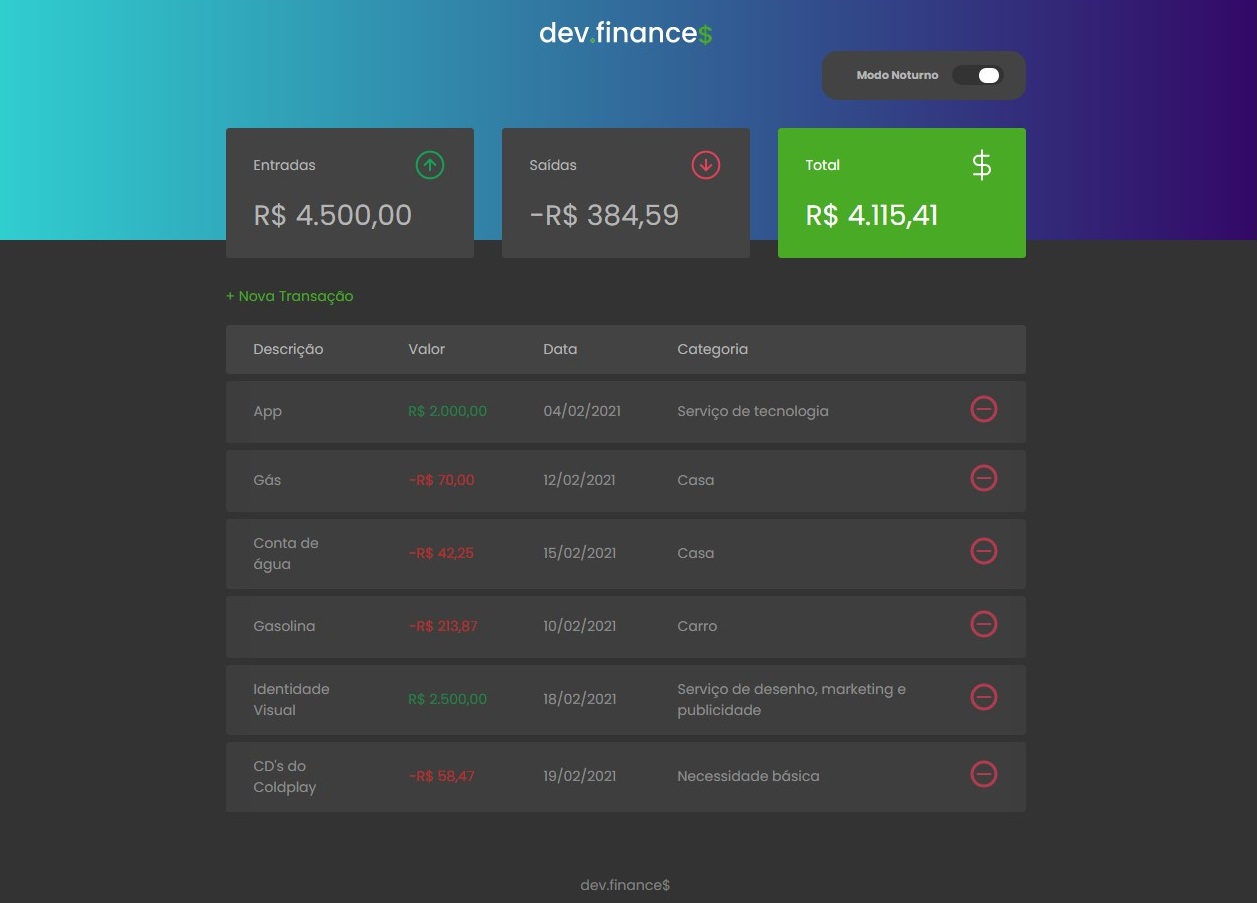 dev.finance$
Modo Noturno
Entradas
R$ 4.500,00
Saídas
-R$ 384,59
Total
$
R$ 4.115,41
+ Nova Transação
Descrição Valor Data Categoria
App R$ 2.000,00 04/02/2021 Serviço de tecnologia
Gás -R$ 70,00 12/02/2021 Casa
Conta de
água -R$ 42,25 15/02/2021 Casa
Gasolina -R$ 213,87 10/02/2021 Carro
Identidade
Visual R$ 2.500,00 18/02/2021 Serviço de desenho, marketing e
publicidade
CD's do
Coldplay -R$ 58,47 19/02/2021 Necessidade básica
dev.finance$